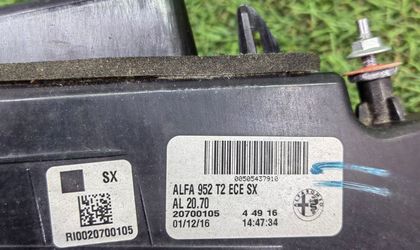 00505437910
SX
ALFA 952 T2 ECE SX
AL 20.70
20700105 4 49 16
01/12/16 14:47:34
RI0020700105